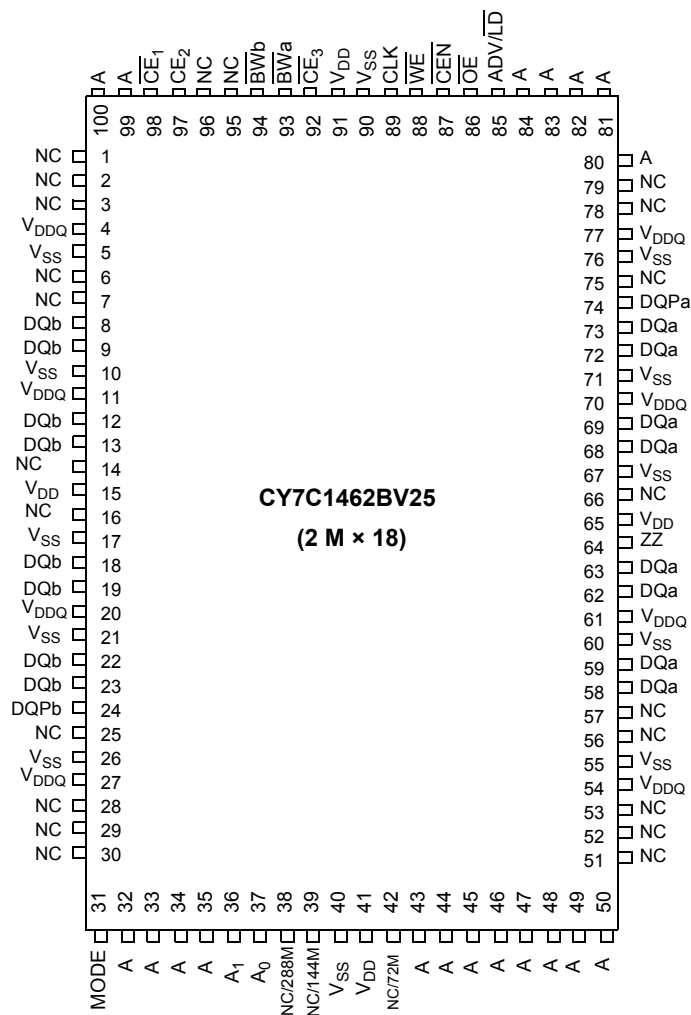 A A CE1 CE2 NC NC BWb BWa CE3 VDD VSS CLK WE CEN OE ADV/LD A A A A
100 99 98 97 96 95 94 93 92 91 90 89 88 87 86 85 84 83 82 81
NC 1
NC 2
NC 3
VDDQ 4
VSS 5
NC 6
NC 7
DQb 8
DQb 9
VSS 10
VDDQ 11
DQb 12
DQb 13
NC 14
VDD 15
NC 16
VSS 17
DQb 18
DQb 19
VDDQ 20
VSS 21
DQb 22
DQb 23
DQPb 24
NC 25
VSS 26
VDDQ 27
NC 28
NC 29
NC 30
CY7C1462BV25
(2 M × 18)
80 A
79 NC
78 NC
77 VDDQ
76 VSS
75 NC
74 DQPa
73 DQa
72 DQa
71 VSS
70 VDDQ
69 DQa
68 DQa
67 VSS
66 NC
65 VDD
64 ZZ
63 DQa
62 DQa
61 VDDQ
60 VSS
59 DQa
58 DQa
57 NC
56 NC
55 VSS
54 VDDQ
53 NC
52 NC
51 NC
31 32 33 34 35 36 37 38 39 40 41 42 43 44 45 46 47 48 49 50
MODE A A A A A1 A0 NC/288M NC/144M VSS VDD NC/72M A A A A A A A A